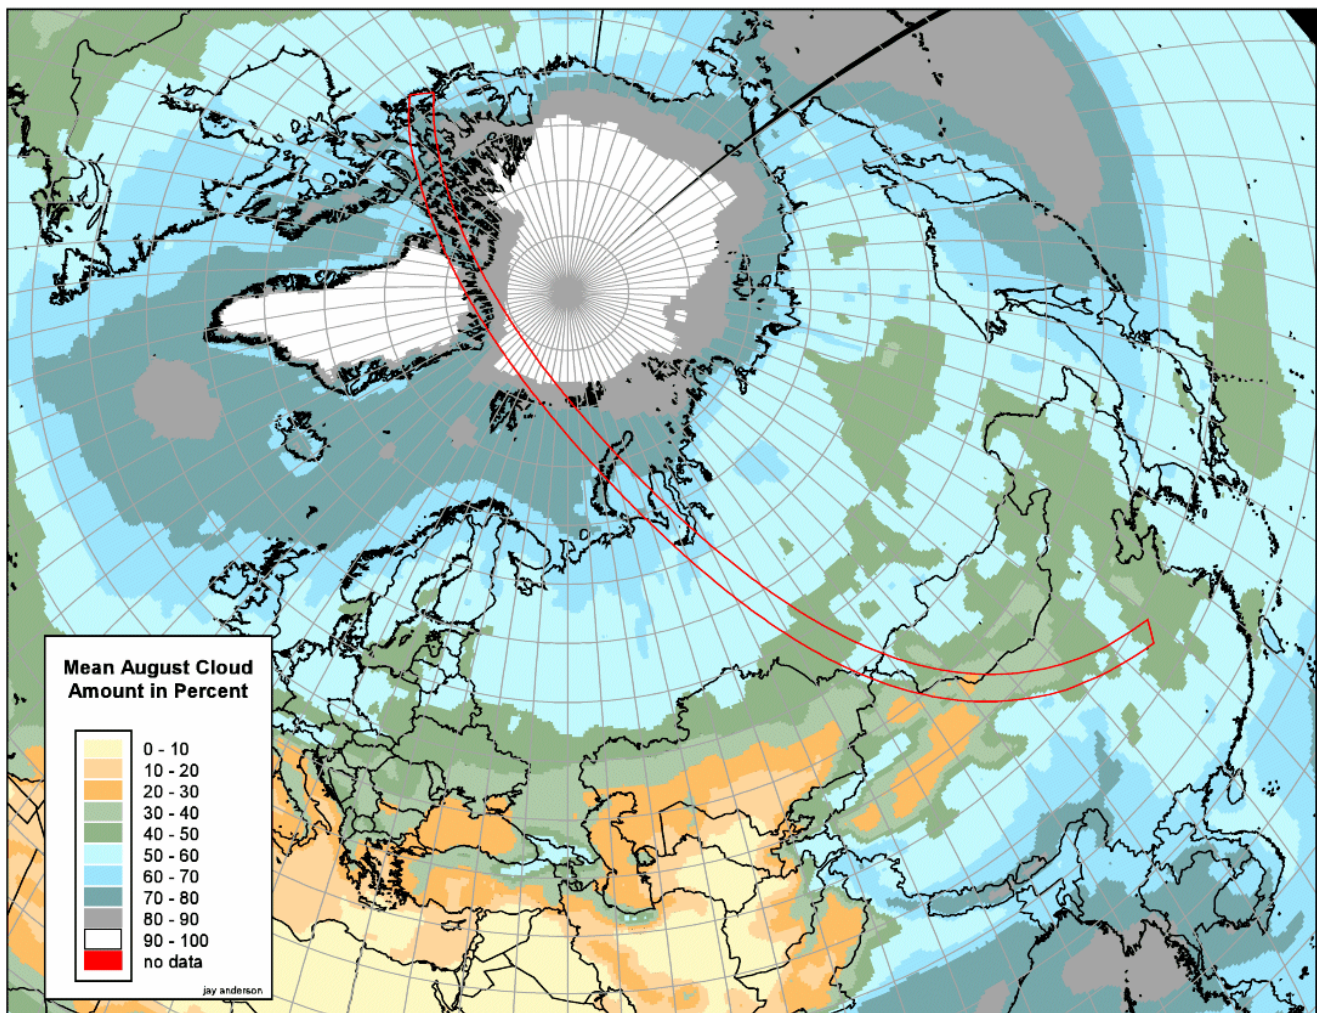 Mean August Cloud
Amount in Percent
0 - 10
10 - 20
20 - 30
30 - 40
40 - 50
50 - 60
60 - 70
70 - 80
80 - 90
90 - 100
no data
jay anderson